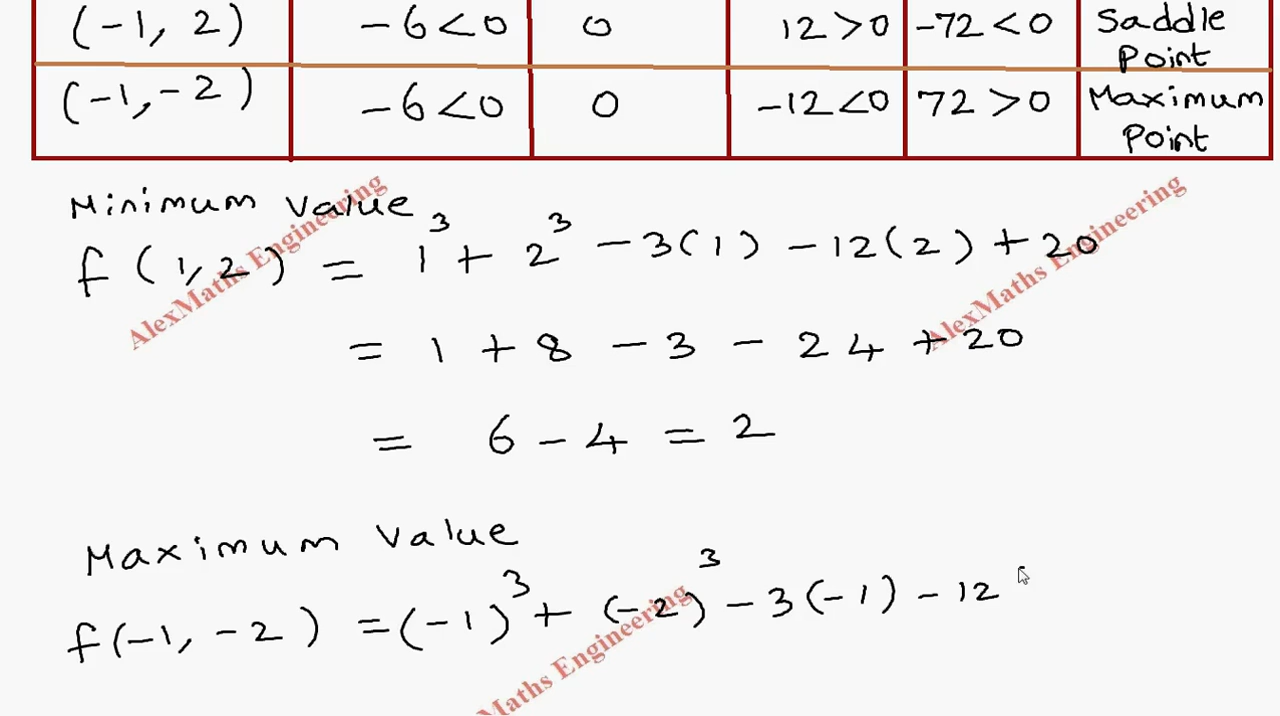 (-1, 2) -6<0 0 12>0 -72<0 Saddle Point
(-1,-2) -6<0 0 -12<0 72>0 Maximum Point
Minimum Value
f(1,2) = 1³ + 2³ - 3(1) - 12(2) + 20
= 1 + 8 - 3 - 24 + 20
= 6 - 4 = 2
Maximum Value
f(-1, -2) = (-1)³ + (-2)³ - 3(-1) - 12
AlexMaths Engineering
AlexMaths Engineering
Maths Engineering